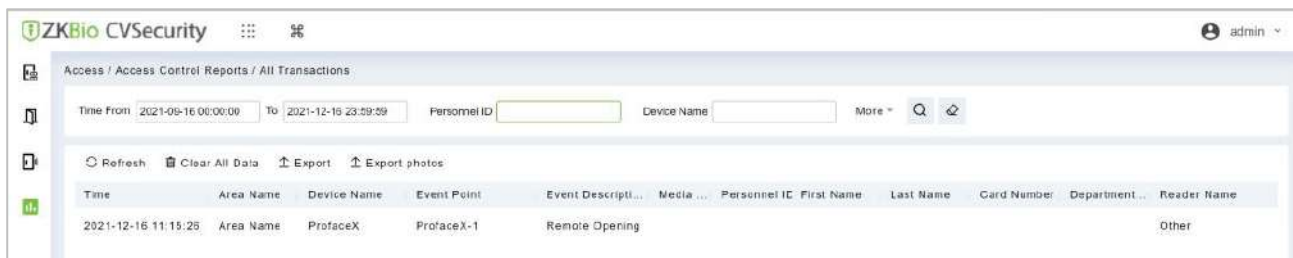 ZKBio CVSecurity admin
Access / Access Control Reports / All Transactions
Time From 2021-09-16 00:00:00 To 2021-12-16 23:59:59 Personnel ID Device Name More
Refresh Clear All Data Export Export photos
Time Area Name Device Name Event Point Event Descripti... Media ... Personnel ID First Name Last Name Card Number Department... Reader Name
2021-12-16 11:15:26 Area Name ProfaceX ProfaceX-1 Remote Opening Other